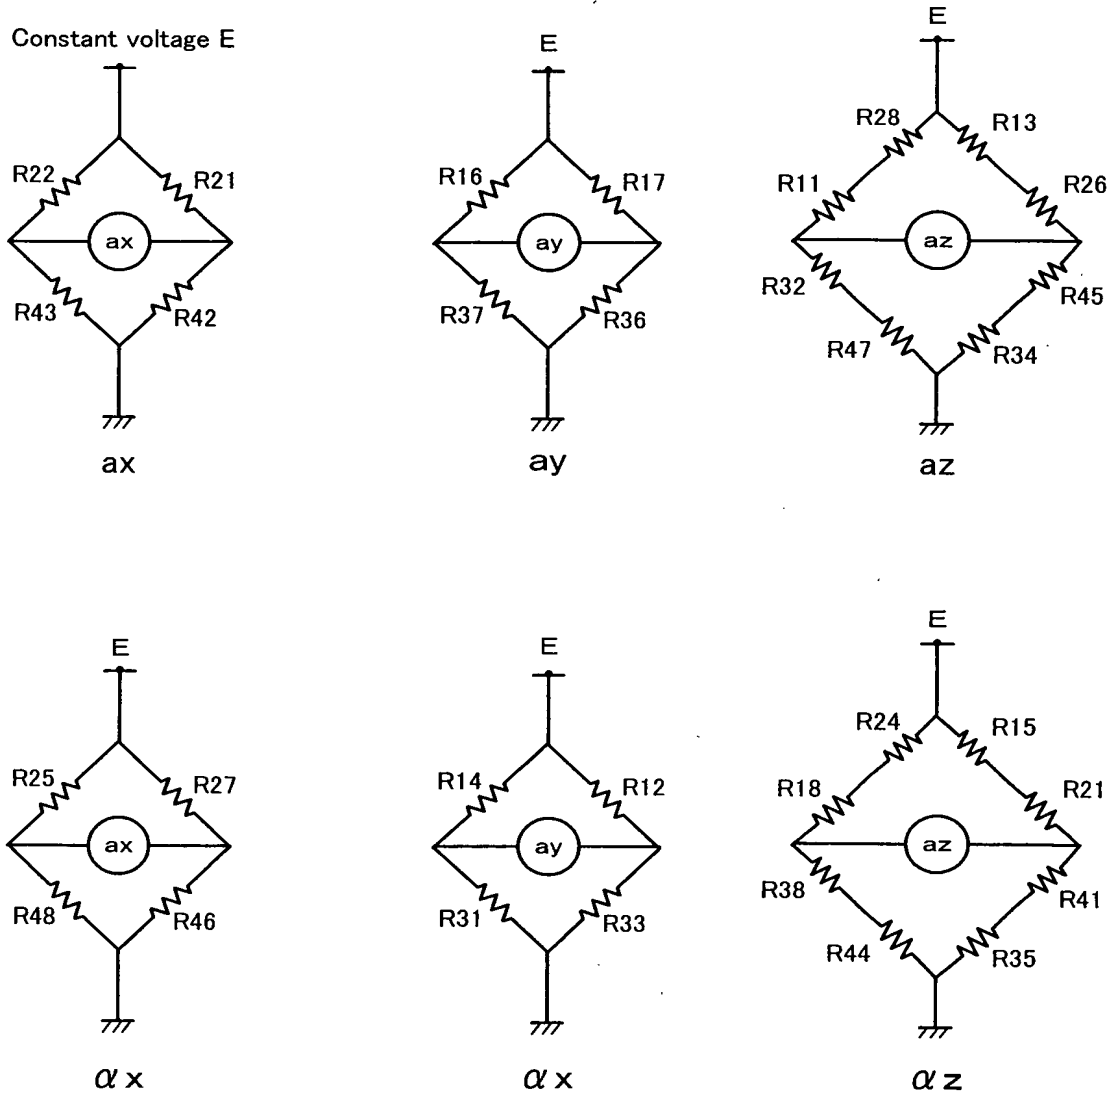 Constant voltage E
R22
R21
ax
R43
R42
ax
E
R16
R17
ay
R37
R36
ay
E
R28
R13
R11
R26
az
R32
R45
R47
R34
az
E
R25
R27
ax
R48
R46
αx
E
R14
R12
ay
R31
R33
αx
E
R24
R15
R18
R21
az
R38
R41
R44
R35
αz